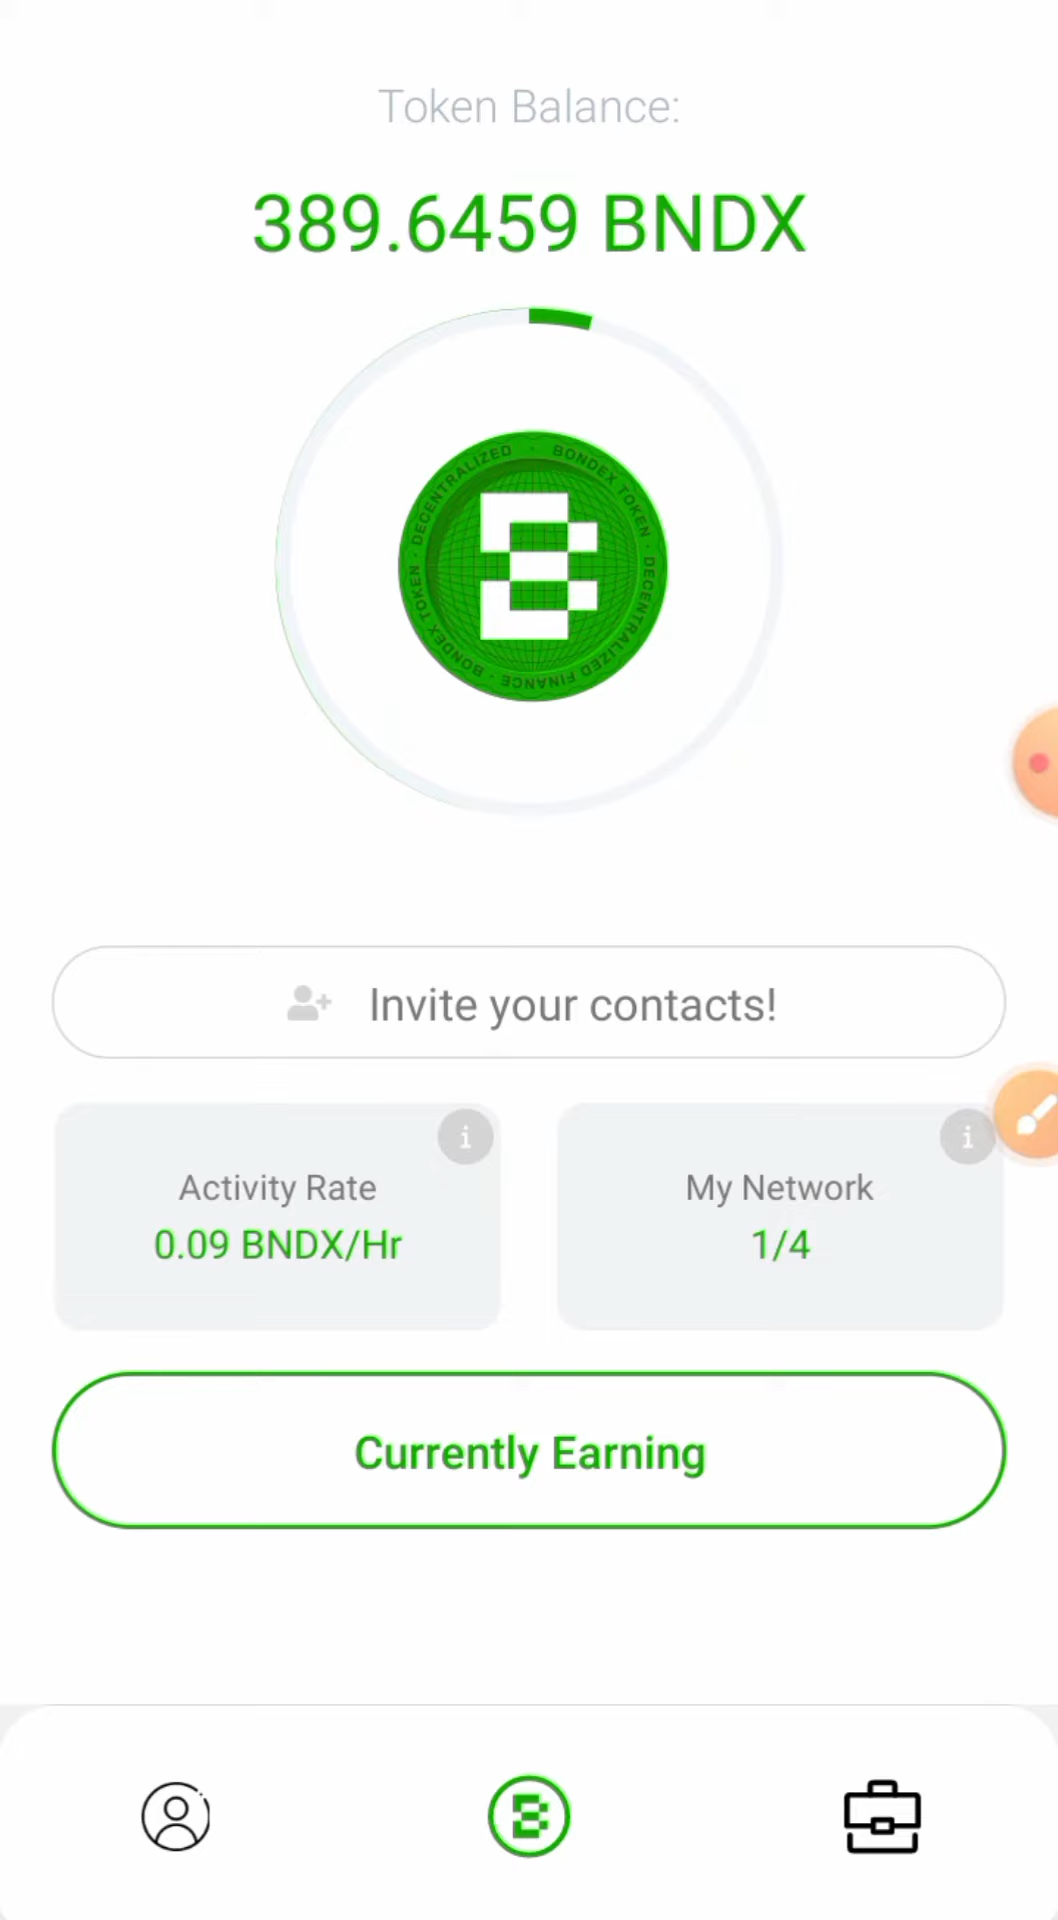 Token Balance:
389.6459 BNDX
BONDEX TOKEN · DECENTRALIZED FINANCE · BONDEX TOKEN · DECENTRALIZED ·
Invite your contacts!
Activity Rate
0.09 BNDX/Hr
My Network
1/4
Currently Earning